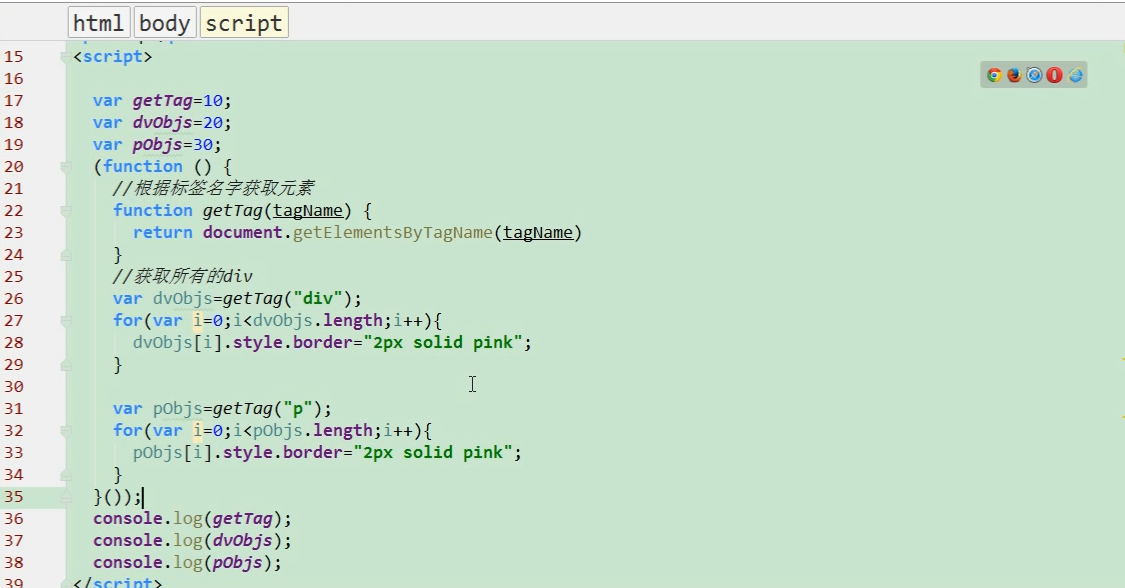 html body script
15 <script>
16
17 var getTag=10;
18 var dvObjs=20;
19 var pObjs=30;
20 (function () {
21 //根据标签名字获取元素
22 function getTag(tagName) {
23 return document.getElementsByTagName(tagName)
24 }
25 //获取所有的div
26 var dvObjs=getTag("div");
27 for(var i=0;i<dvObjs.length;i++){
28 dvObjs[i].style.border="2px solid pink";
29 }
30
31 var pObjs=getTag("p");
32 for(var i=0;i<pObjs.length;i++){
33 pObjs[i].style.border="2px solid pink";
34 }
35 }());
36 console.log(getTag);
37 console.log(dvObjs);
38 console.log(pObjs);
39 </script>